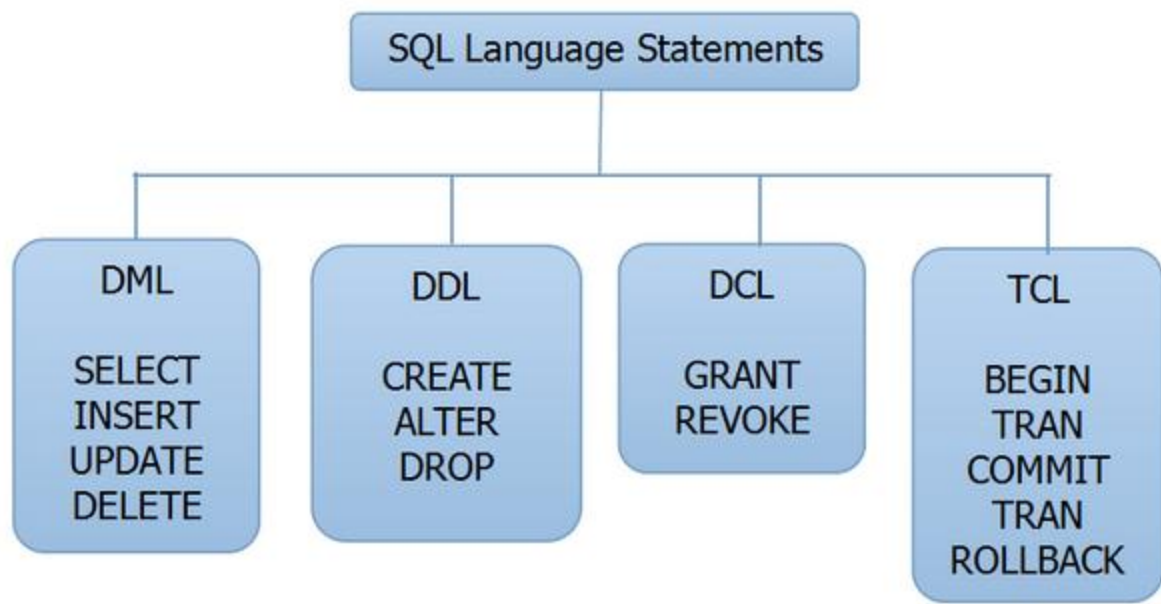 SQL Language Statements
DML
SELECT
INSERT
UPDATE
DELETE
DDL
CREATE
ALTER
DROP
DCL
GRANT
REVOKE
TCL
BEGIN
TRAN
COMMIT
TRAN
ROLLBACK